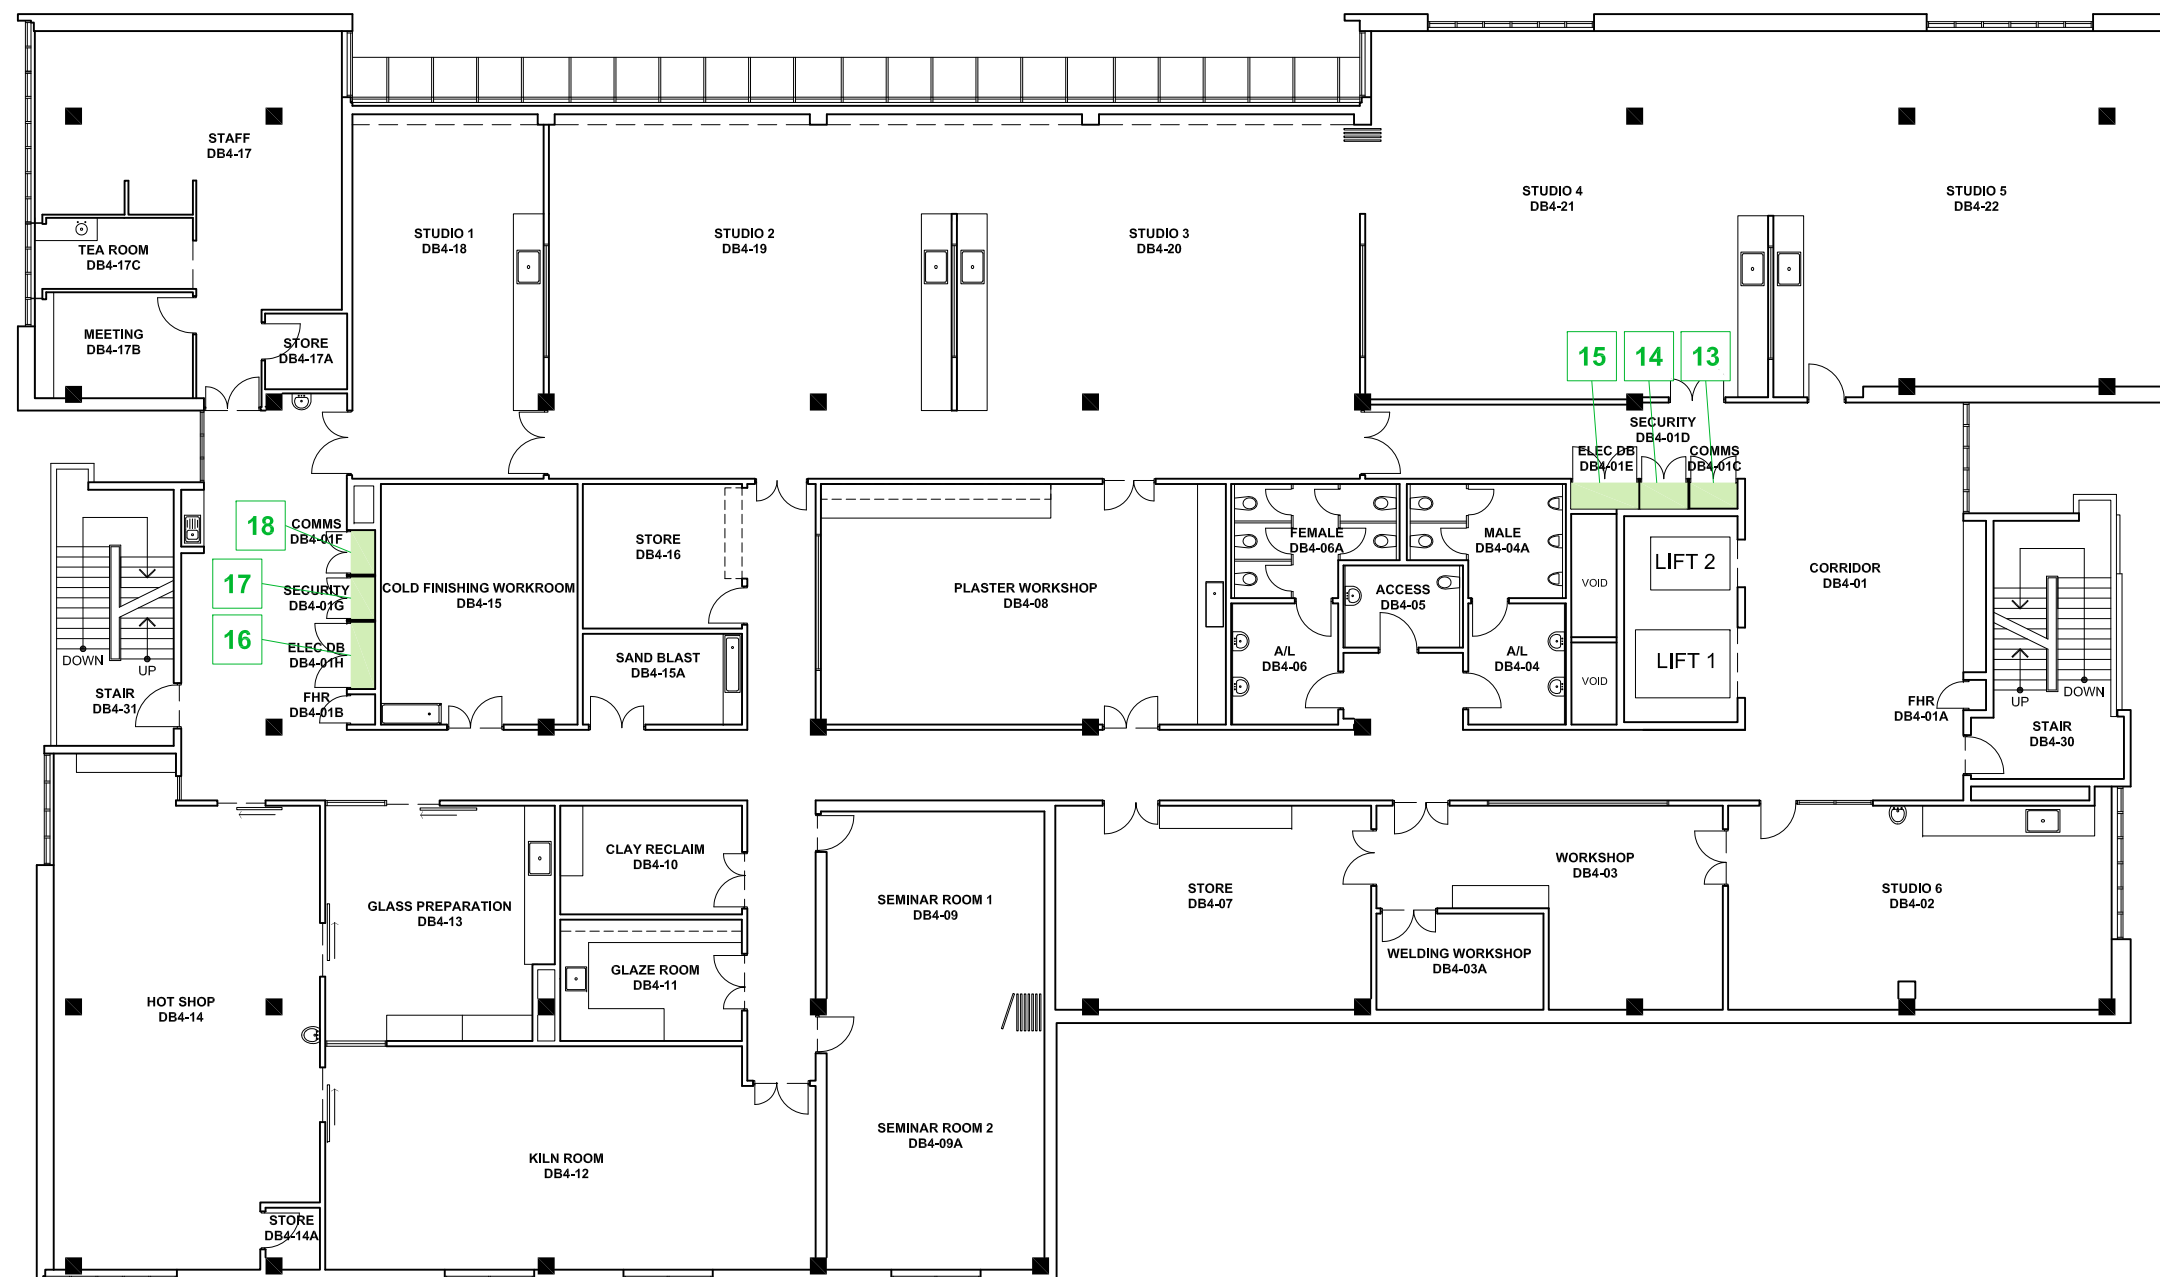 STAFF
DB4-17
STUDIO 4
DB4-21
STUDIO 5
DB4-22
STUDIO 1
DB4-18
STUDIO 2
DB4-19
STUDIO 3
DB4-20
TEA ROOM
DB4-17C
MEETING
DB4-17B
STORE
DB4-17A
15
14
13
SECURITY
DB4-01D
ELEC DB
DB4-01E
COMMS
DB4-01C
18
COMMS
DB4-01F
17
SECURITY
DB4-01G
16
ELEC DB
DB4-01H
FHR
DB4-01B
COLD FINISHING WORKROOM
DB4-15
STORE
DB4-16
SAND BLAST
DB4-15A
PLASTER WORKSHOP
DB4-08
FEMALE
DB4-06A
MALE
DB4-04A
ACCESS
DB4-05
A/L
DB4-06
A/L
DB4-04
VOID
VOID
LIFT 2
LIFT 1
CORRIDOR
DB4-01
FHR
DB4-01A
DOWN
UP
STAIR
DB4-31
UP
DOWN
STAIR
DB4-30
CLAY RECLAIM
DB4-10
GLASS PREPARATION
DB4-13
GLAZE ROOM
DB4-11
HOT SHOP
DB4-14
SEMINAR ROOM 1
DB4-09
STORE
DB4-07
WORKSHOP
DB4-03
WELDING WORKSHOP
DB4-03A
STUDIO 6
DB4-02
SEMINAR ROOM 2
DB4-09A
KILN ROOM
DB4-12
STORE
DB4-14A